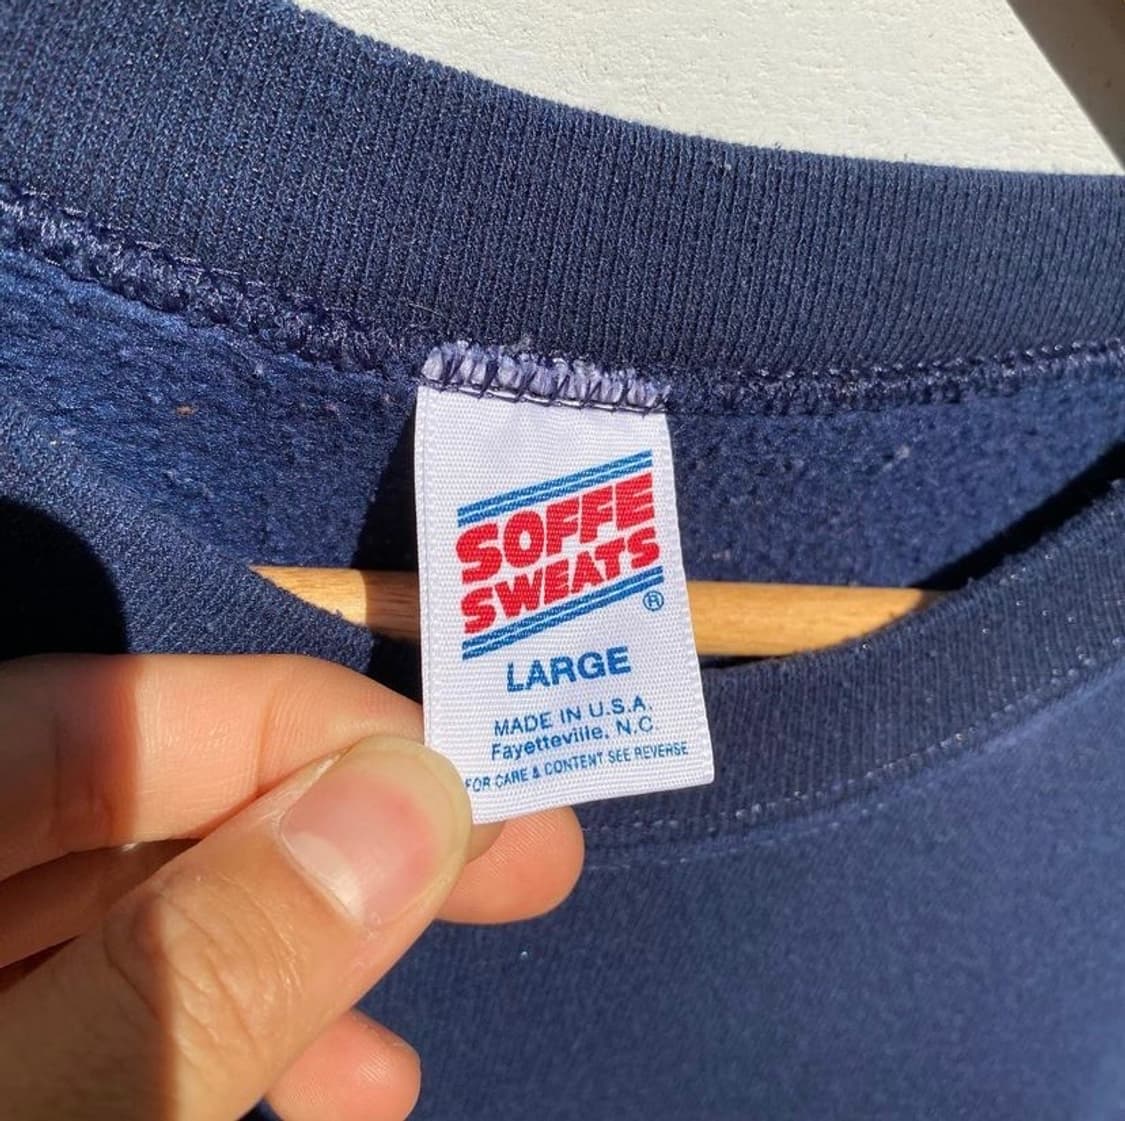 SOFFE
SWEATS
®
LARGE
MADE IN U.S.A.
Fayetteville, N.C.
FOR CARE & CONTENT SEE REVERSE